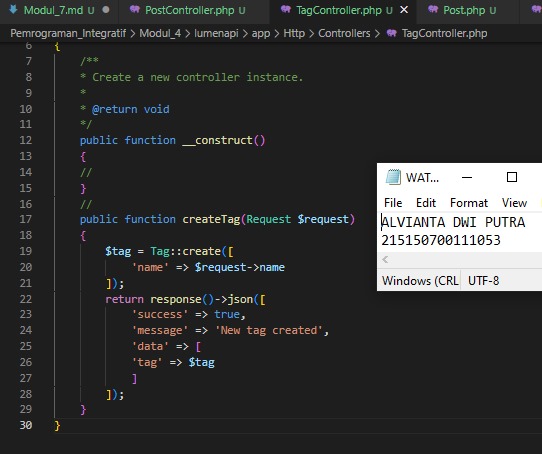 Modul_7.md U
PostController.php U
TagController.php U
Post.php U
Pemrograman_Integratif > Modul_4 > lumenapi > app > Http > Controllers > TagController.php
6 {
7 /**
8 * Create a new controller instance.
9 *
10 * @return void
11 */
12 public function __construct()
13 {
14 //
15 }
16 //
17 public function createTag(Request $request)
18 {
19 $tag = Tag::create([
20 'name' => $request->name
21 ]);
22 return response()->json([
23 'success' => true,
24 'message' => 'New tag created',
25 'data' => [
26 'tag' => $tag
27 ]
28 ]);
29 }
30 }
WAT...
File Edit Format View
ALVIANTA DWI PUTRA
215150700111053
Windows (CRL UTF-8